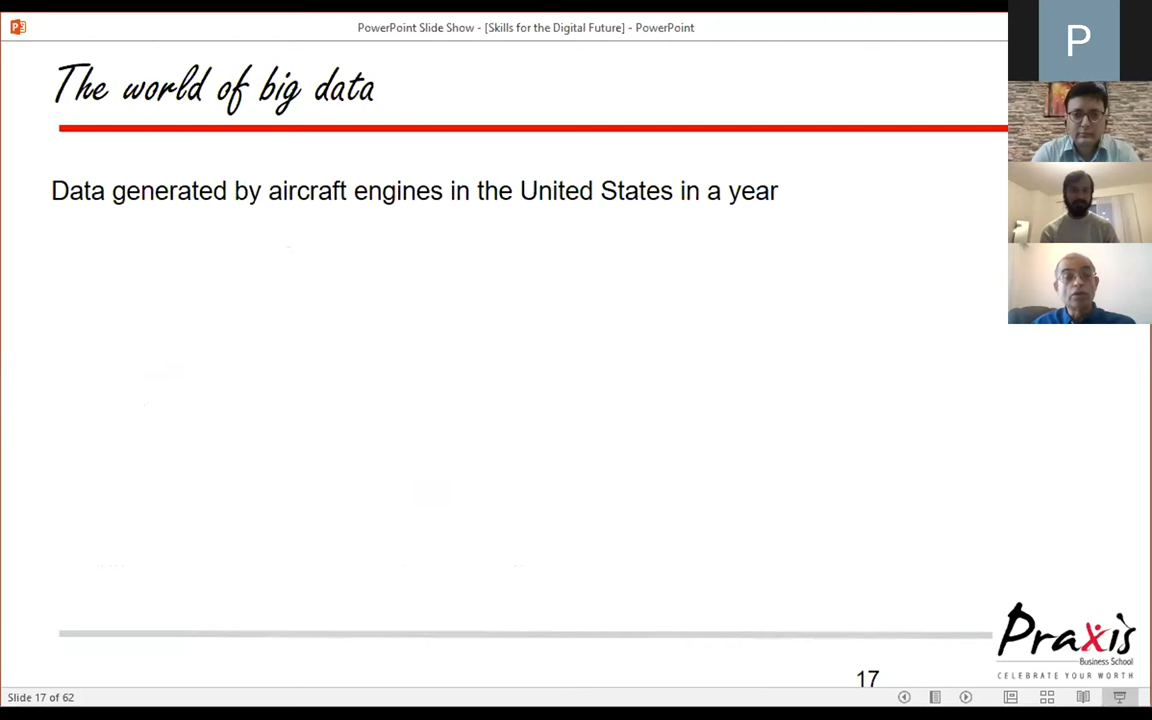 PowerPoint Slide Show - [Skills for the Digital Future] - PowerPoint
P
The world of big data
Data generated by aircraft engines in the United States in a year
Praxis
Business School
CELEBRATE YOUR WORTH
17
Slide 17 of 62